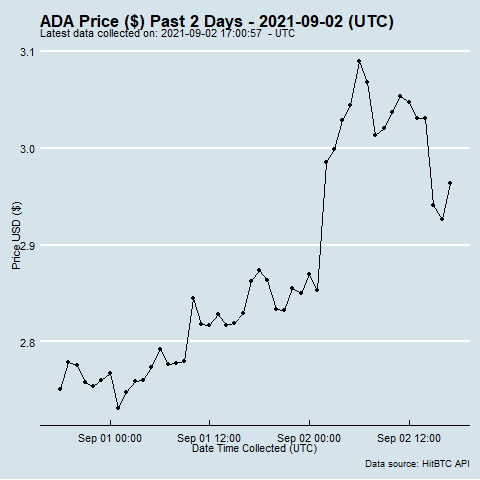 ADA Price ($) Past 2 Days - 2021-09-02 (UTC)
Latest data collected on: 2021-09-02 17:00:57 - UTC
3.1
3.0
2.9
2.8
Price USD ($)
Sep 01 00:00 Sep 01 12:00 Sep 02 00:00 Sep 02 12:00
Date Time Collected (UTC)
Data source: HitBTC API